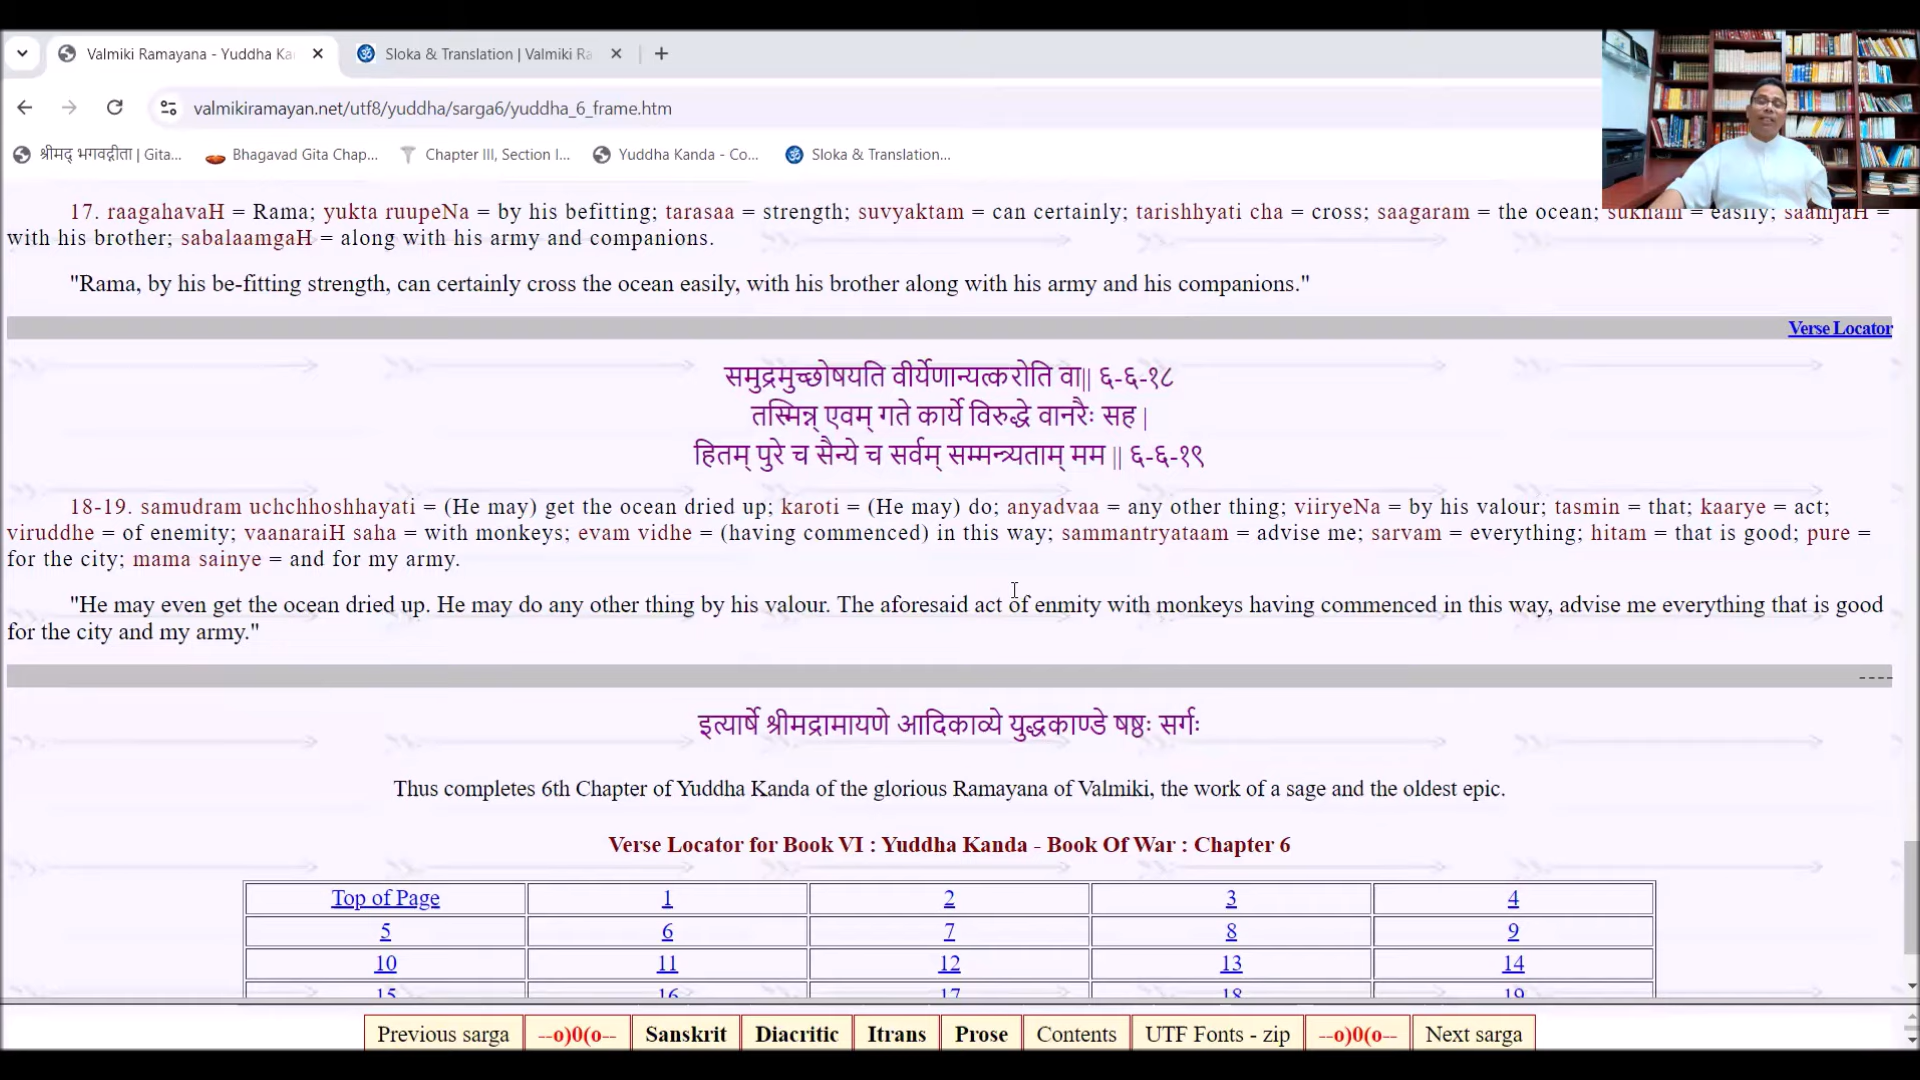 Valmiki Ramayana - Yuddha Ka
Sloka & Translation | Valmiki Ra
valmikiramayan.net/utf8/yuddha/sarga6/yuddha_6_frame.htm
श्रीमद् भगवद्गीता | Gita...
Bhagavad Gita Chap...
Chapter III, Section I...
Yuddha Kanda - Co...
Sloka & Translation...
17. raagahavaH = Rama; yukta ruupeNa = by his befitting; tarasaa = strength; suvyaktam = can certainly; tarishhyati cha = cross; saagaram = the ocean; sukham = easily; saamjaH =
with his brother; sabalaamgaH = along with his army and companions.
"Rama, by his be-fitting strength, can certainly cross the ocean easily, with his brother along with his army and his companions."
Verse Locator
समुद्रमुच्छोषयति वीर्येणान्यत्करोति वा|| ६-६-१८
तस्मिन्न् एवम् गते कार्ये विरुद्धे वानरैः सह |
हितम् पुरे च सैन्ये च सर्वम् सम्मन्त्र्यताम् मम || ६-६-१९
18-19. samudram uchchhoshhayati = (He may) get the ocean dried up; karoti = (He may) do; anyadvaa = any other thing; viiryeNa = by his valour; tasmin = that; kaarye = act;
viruddhe = of enemity; vaanaraiH saha = with monkeys; evam vidhe = (having commenced) in this way; sammantryataam = advise me; sarvam = everything; hitam = that is good; pure =
for the city; mama sainye = and for my army.
"He may even get the ocean dried up. He may do any other thing by his valour. The aforesaid act of enmity with monkeys having commenced in this way, advise me everything that is good
for the city and my army."
----
इत्यार्षे श्रीमद्रामायणे आदिकाव्ये युद्धकाण्डे षष्ठः सर्गः
Thus completes 6th Chapter of Yuddha Kanda of the glorious Ramayana of Valmiki, the work of a sage and the oldest epic.
Verse Locator for Book VI : Yuddha Kanda - Book Of War : Chapter 6
Top of Page 1 2 3 4
5 6 7 8 9
10 11 12 13 14
15 16 17 18 19
Previous sarga --o)0(o-- Sanskrit Diacritic Itrans Prose Contents UTF Fonts - zip --o)0(o-- Next sarga